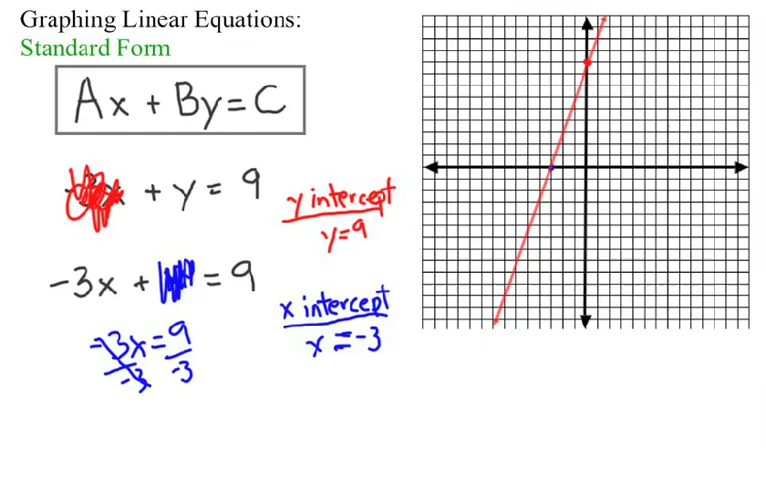 Graphing Linear Equations:
Standard Form
Ax + By = C
+ y = 9
y intercept
y = 9
-3x + = 9
x intercept
x = -3
-3x = 9
-3 -3